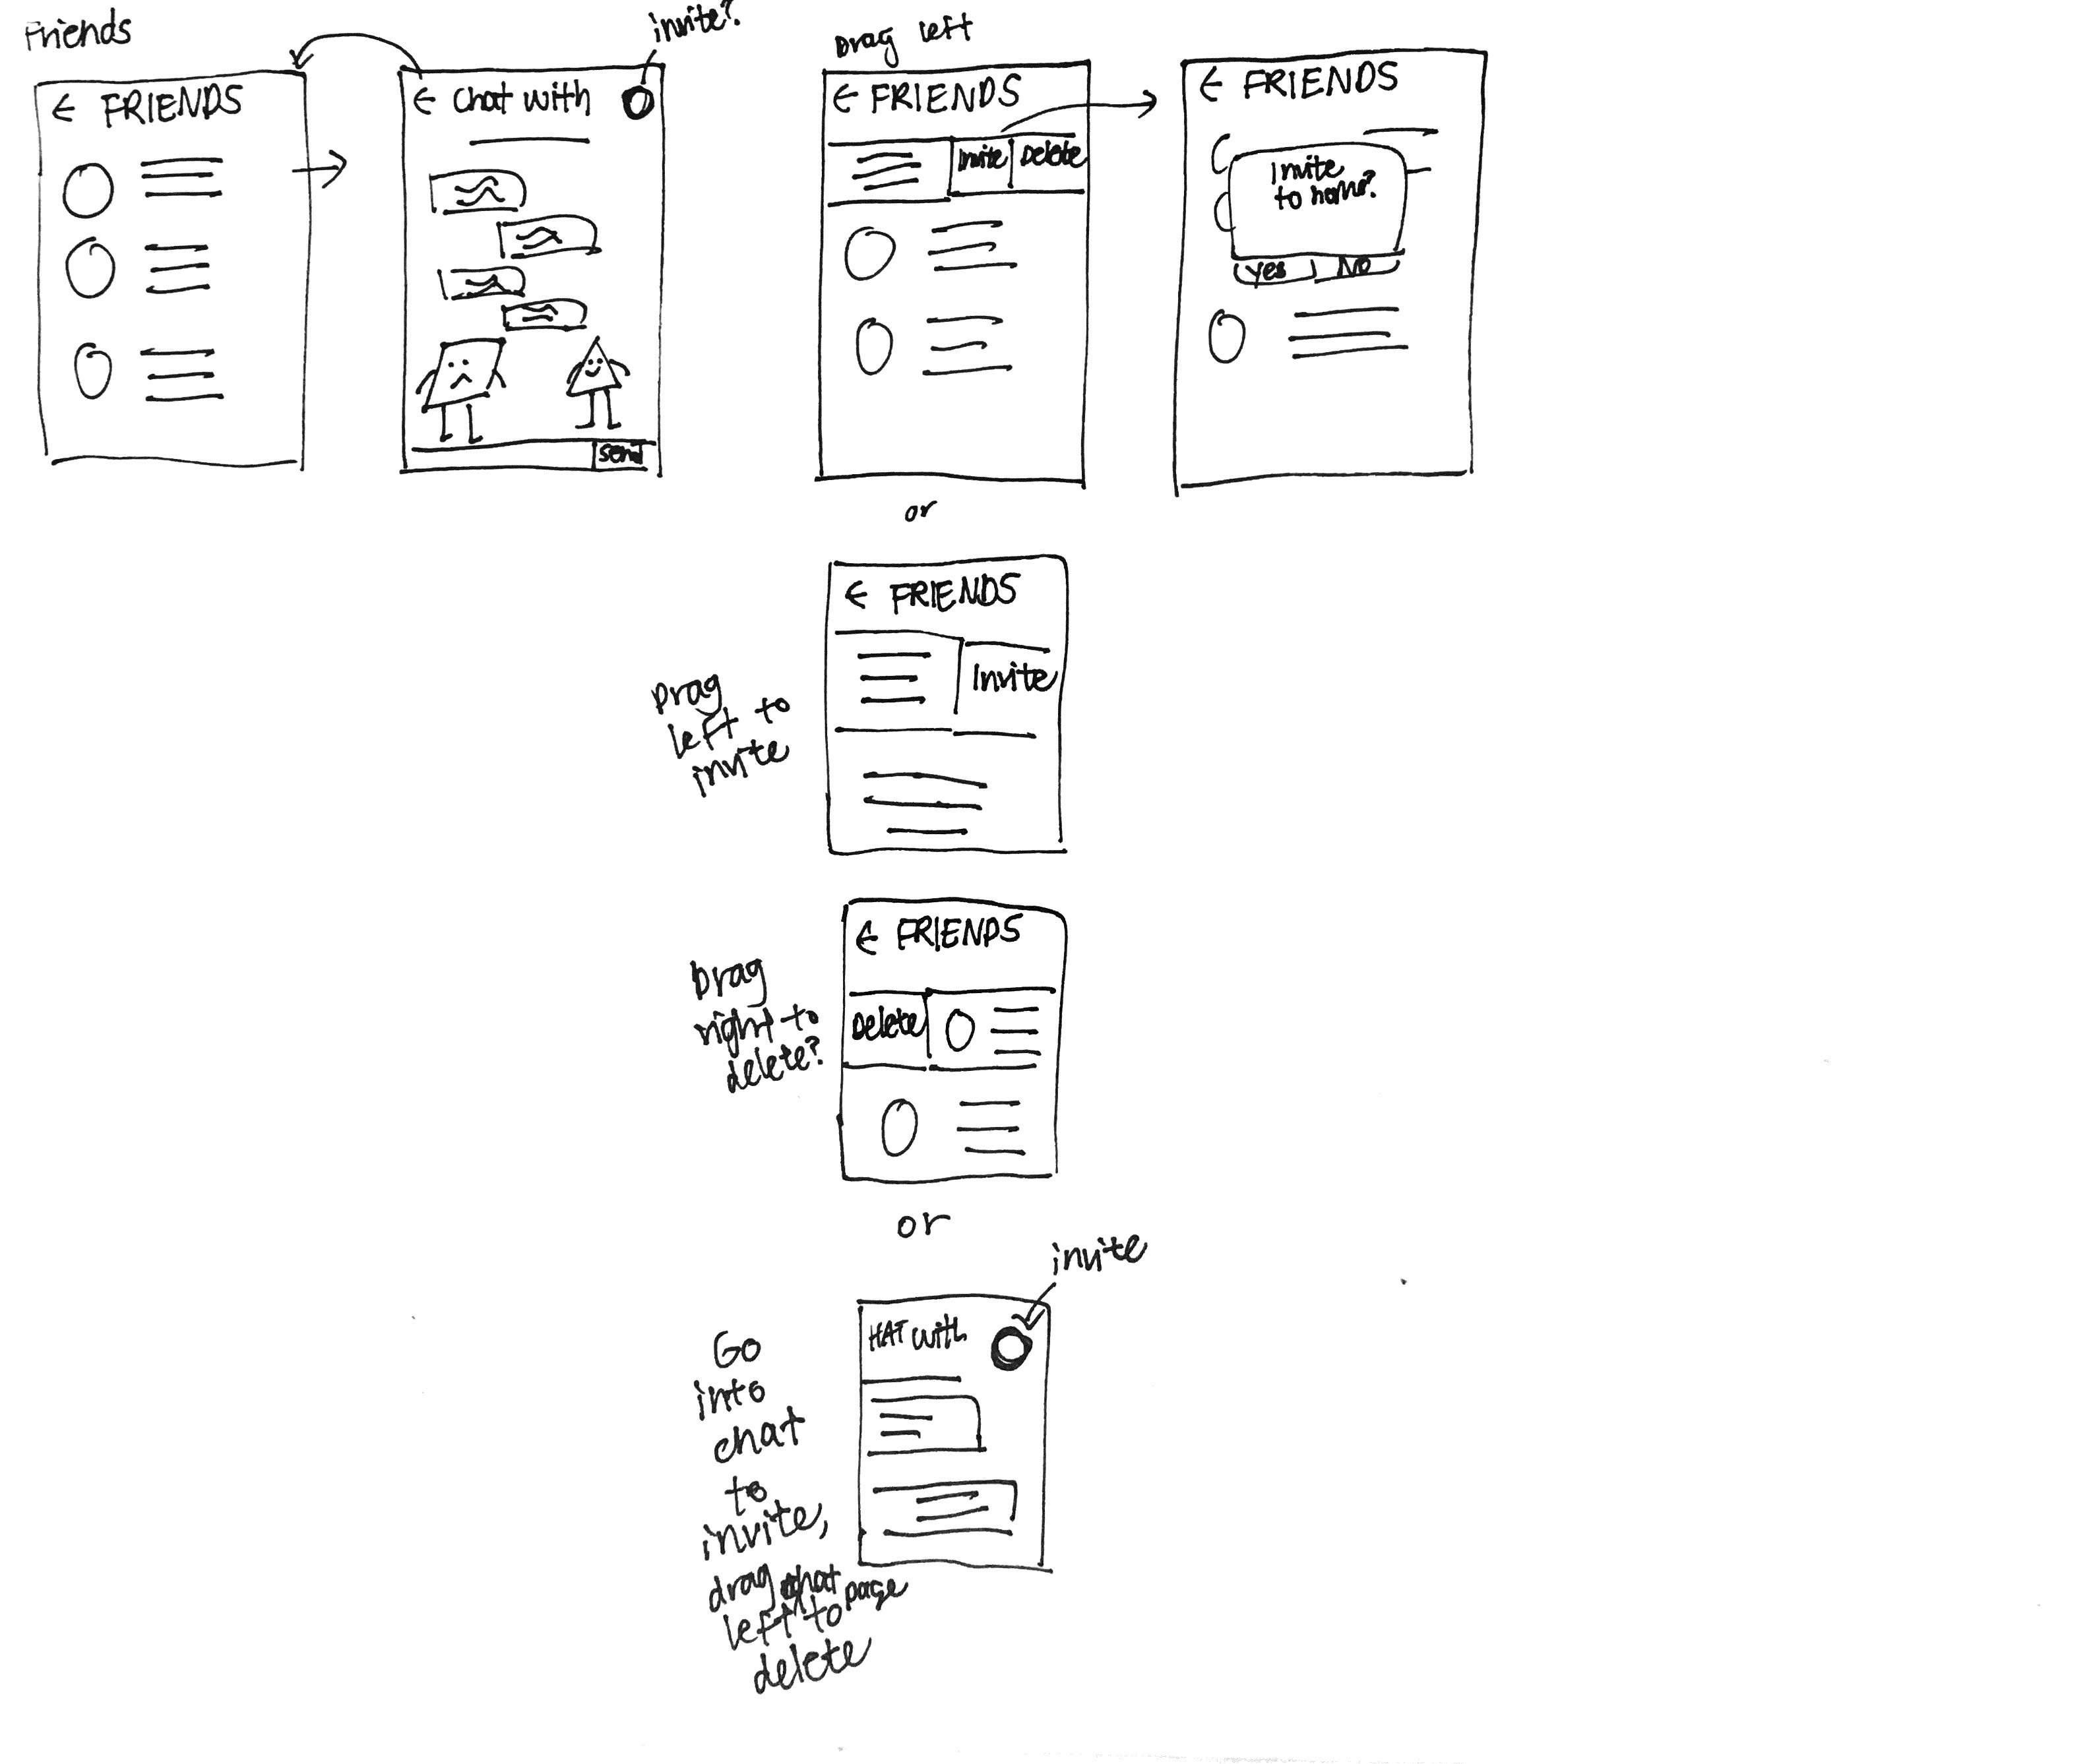 Friends
← FRIENDS
invite?
← Chat with
send
Drag left
← FRIENDS
Invite Delete
← FRIENDS
Invite
to home?
Yes No
or
Drag
left to
invite
← FRIENDS
Invite
Drag
right to
delete?
← FRIENDS
Delete
or
invite
HAT with
Go
into
chat
to
invite,
drag chat page
left to
delete